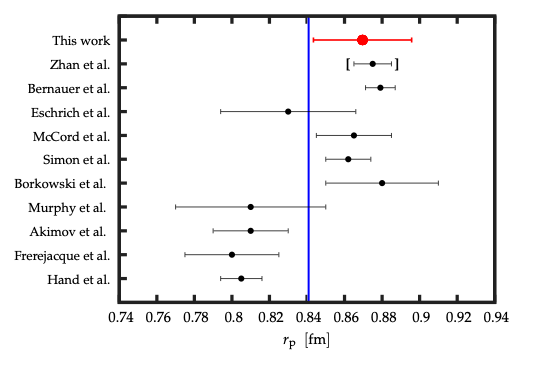 This work
Zhan et al.
[ ]
Bernauer et al.
Eschrich et al.
McCord et al.
Simon et al.
Borkowski et al.
Murphy et al.
Akimov et al.
Frerejacque et al.
Hand et al.
0.74 0.76 0.78 0.8 0.82 0.84 0.86 0.88 0.9 0.92 0.94
rp [fm]